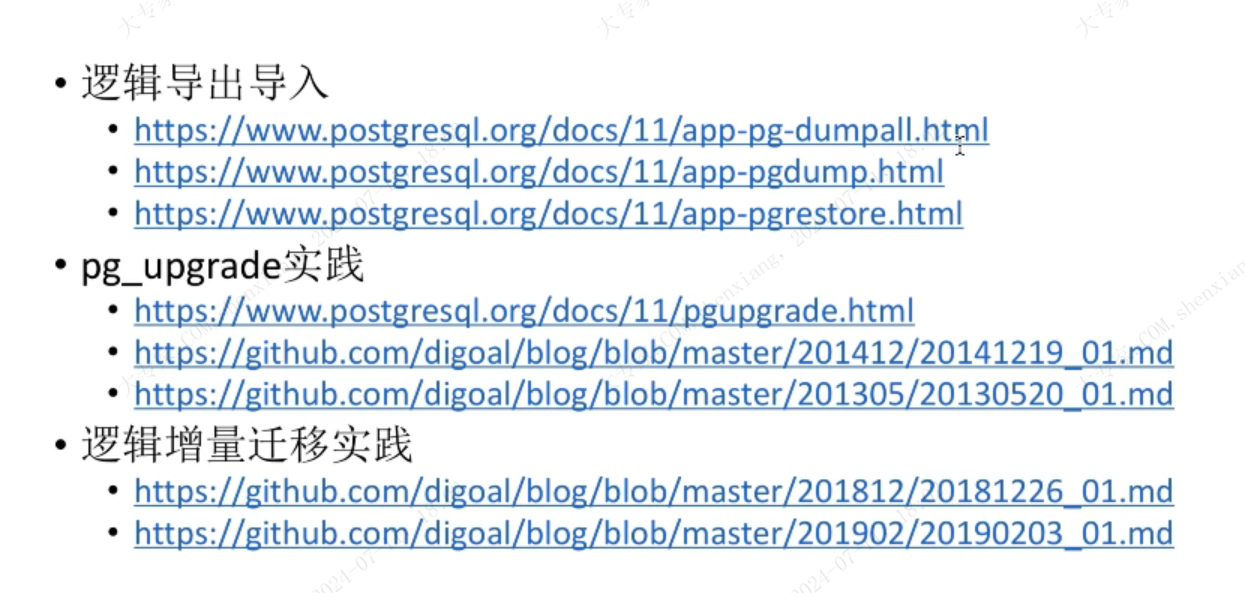 • 逻辑导出导入
• https://www.postgresql.org/docs/11/app-pg-dumpall.html
• https://www.postgresql.org/docs/11/app-pgdump.html
• https://www.postgresql.org/docs/11/app-pgrestore.html
• pg_upgrade实践
• https://www.postgresql.org/docs/11/pgupgrade.html
• https://github.com/digoal/blog/blob/master/201412/20141219_01.md
• https://github.com/digoal/blog/blob/master/201305/20130520_01.md
• 逻辑增量迁移实践
• https://github.com/digoal/blog/blob/master/201812/20181226_01.md
• https://github.com/digoal/blog/blob/master/201902/20190203_01.md